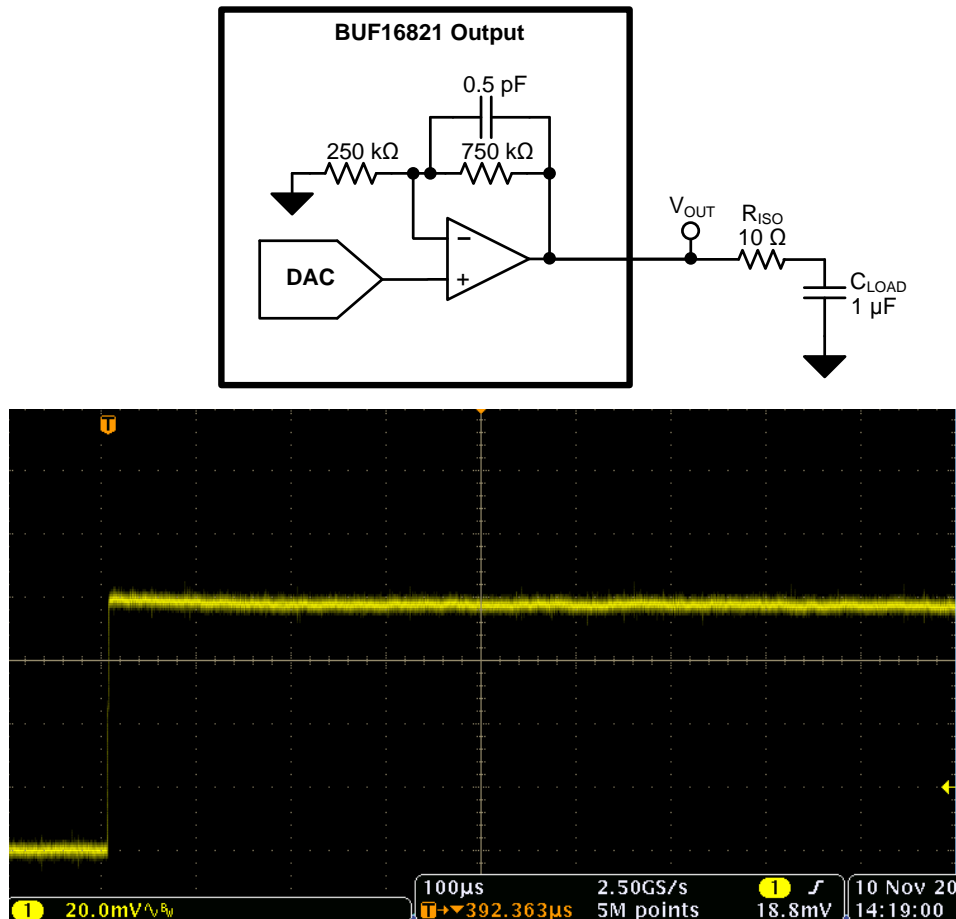 BUF16821 Output
0.5 pF
250 kΩ
750 kΩ
DAC
−
+
VOUT
RISO
10 Ω
CLOAD
1 µF
T
100µs 2.50GS/s 1 10 Nov 20
1 20.0mV∿BW T→▼392.363µs 5M points 18.8mV 14:19:00